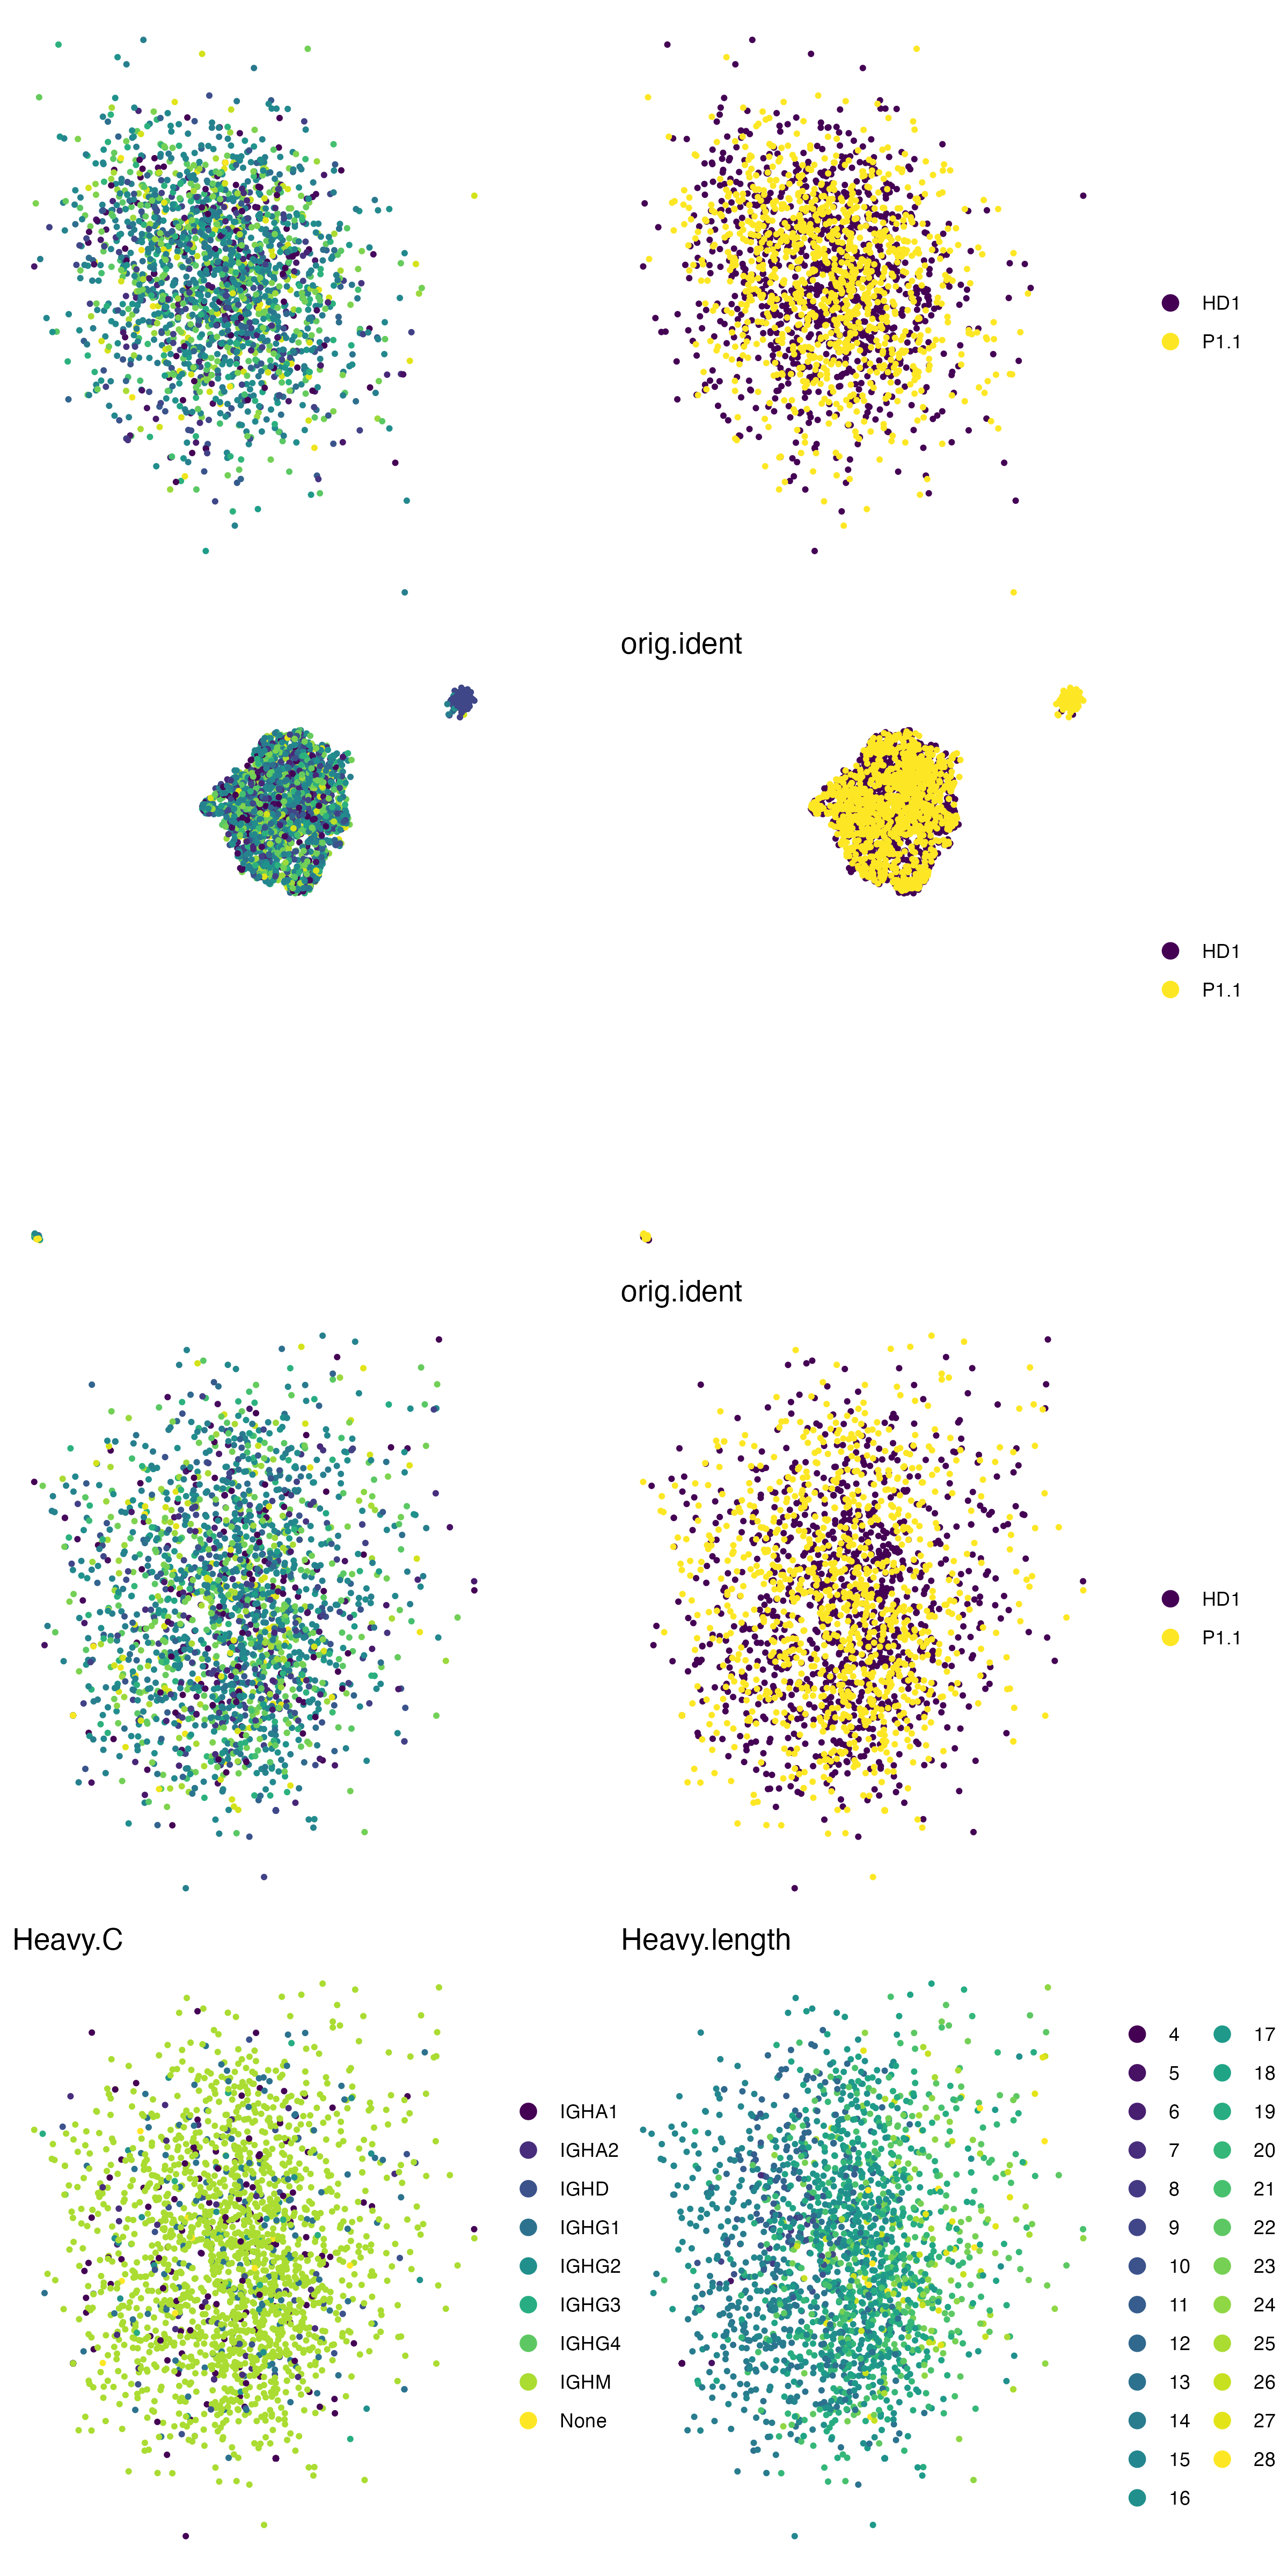 HD1
P1.1
orig.ident
HD1
P1.1
orig.ident
HD1
P1.1
Heavy.C
IGHA1
IGHA2
IGHD
IGHG1
IGHG2
IGHG3
IGHG4
IGHM
None
Heavy.length
4
5
6
7
8
9
10
11
12
13
14
15
16
17
18
19
20
21
22
23
24
25
26
27
28